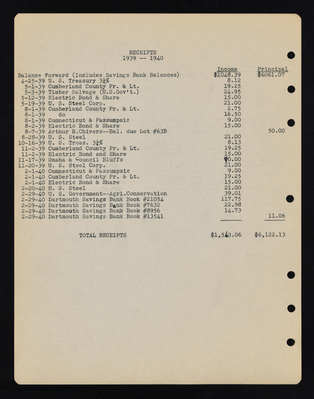 RECEIPTS
1939 -- 1940
Income Principal
Balance Forward (Includes Savings Bank Balances) $1048.39 $6061.07
4-25-39 U. S. Treasury 3¼% 8.12
5-1-39 Cumberland County Pr. & Lt. 19.25
5-3-39 Timber Salvage (U.S.Gov't.) 24.95
5-12-39 Electric Bond & Share 15.00
5-19-39 U. S. Steel Corp. 21.00
8-1-39 Cumberland County Pr. & Lt. 2.75
8-1-39 do 16.50
8-1-39 Connecticut & Passumpsic 9.00
8-2-39 Electric Bond & Share 15.00
8-7-39 Arthur B.Chivers--Bal. due Lot #63B 50.00
8-28-39 U. S. Steel 21.00
10-16-39 U. S. Treas. 3¼% 8.13
11-2-39 Cumberland County Pr. & Lt. 19.25
11-2-39 Electric Bond and Share 15.00
11-17-39 Omaha & Council Bluffs 90.00
11-20-39 U. S. Steel Corp. 21.00
2-1-40 Connecticut & Passumpsic 9.00
2-1-40 Cumberland County Pr. & Lt. 19.25
2-1-40 Electric Bond & Share 15.00
2-20-40 U. S. Steel 21.00
2-29-40 U. S. Government--Agri.Conservation 39.01
2-29-40 Dartmouth Savings Bank Book 117.75
2-29-40 Dartmouth Savings Bank Book #7632 22.98
2-29-40 Dartmouth Savings Bank Book #8956 14.73
2-29-40 Dartmouth Savings Bank Book #13541 11.06
TOTAL RECEIPTS $6,122.13